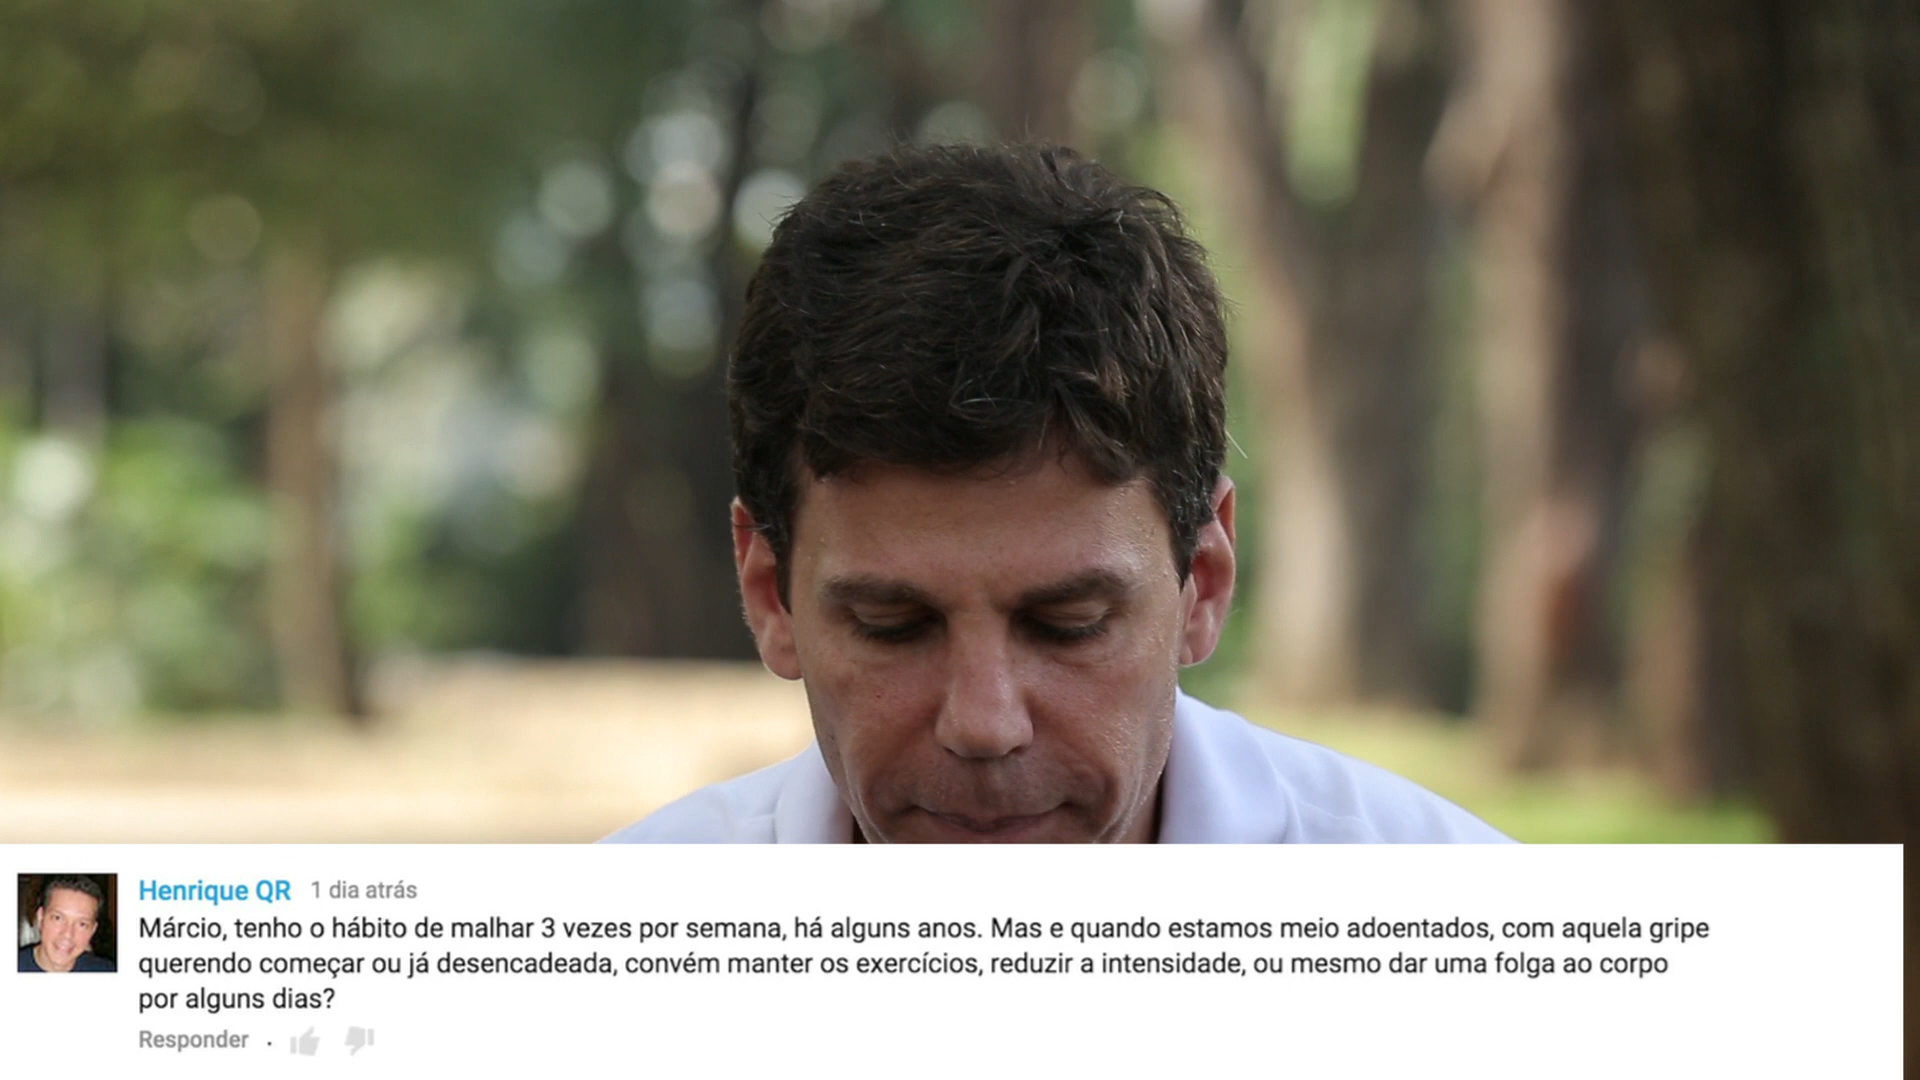 Henrique QR 1 dia atrás
Márcio, tenho o hábito de malhar 3 vezes por semana, há alguns anos. Mas e quando estamos meio adoentados, com aquela gripe
querendo começar ou já desencadeada, convém manter os exercícios, reduzir a intensidade, ou mesmo dar uma folga ao corpo
por alguns dias?
Responder .